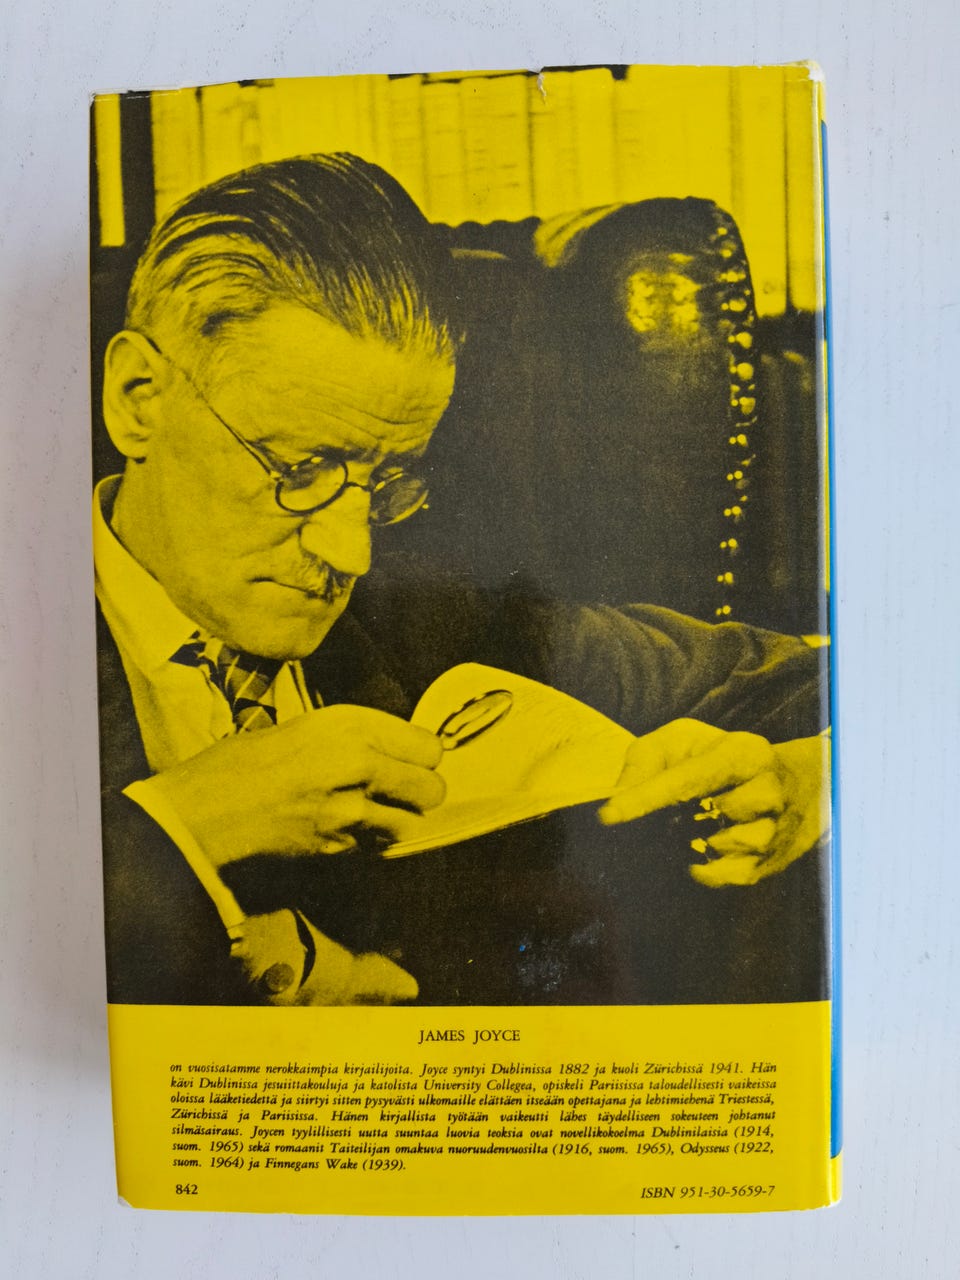 JAMES JOYCE
on vuosisatamme nerokkaimpia kirjailijoita. Joyce syntyi Dublinissa 1882 ja kuoli Zürichissä 1941. Hän
kävi Dublinissa jesuiittakouluja ja katolista University Collegea, opiskeli Pariisissa taloudellisesti vaikeissa
oloissa lääketiedettä ja siirtyi sitten pysyvästi ulkomaille elättäen itseään opettajana ja lehtimiehenä Triestessä,
Zürichissä ja Pariisissa. Hänen kirjallista työtään vaikeutti lähes täydelliseen sokeuteen johtanut
silmäsairaus. Joycen tyylillisesti uutta suuntaa luovia teoksia ovat novellikokoelma Dublinilaisia (1914,
suom. 1965) sekä romaanit Taiteilijan omakuva nuoruudenvuosilta (1916, suom. 1965), Odysseus (1922,
suom. 1964) ja Finnegans Wake (1939).
842
ISBN 951-30-5659-7